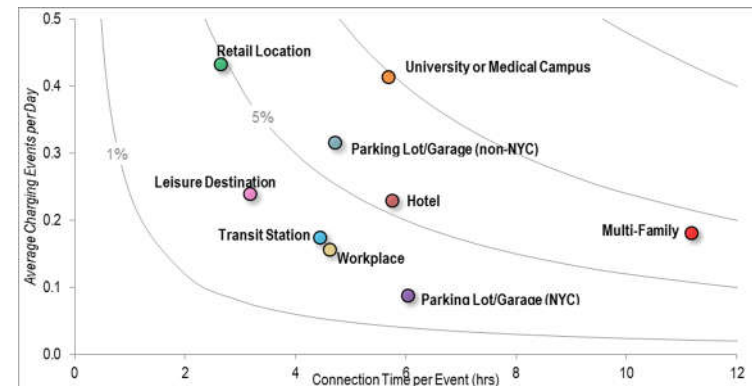 0.5
Retail Location
University or Medical Campus
0.4
Average Charging Events per Day
5%
0.3
1%
Parking Lot/Garage (non-NYC)
Leisure Destination
Hotel
0.2
Transit Station
Multi-Family
Workplace
0.1
Parking Lot/Garage (NYC)
0.0
0 2 4 6 8 10 12
Connection Time per Event (hrs)